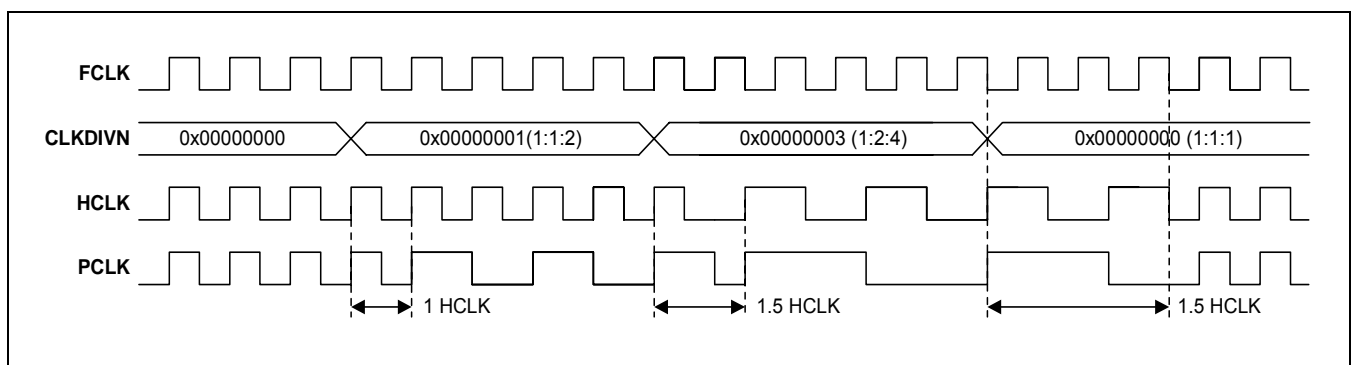 FCLK
CLKDIVN 0x00000000 0x00000001(1:1:2) 0x00000003 (1:2:4) 0x00000000 (1:1:1)
HCLK
PCLK
1 HCLK 1.5 HCLK 1.5 HCLK